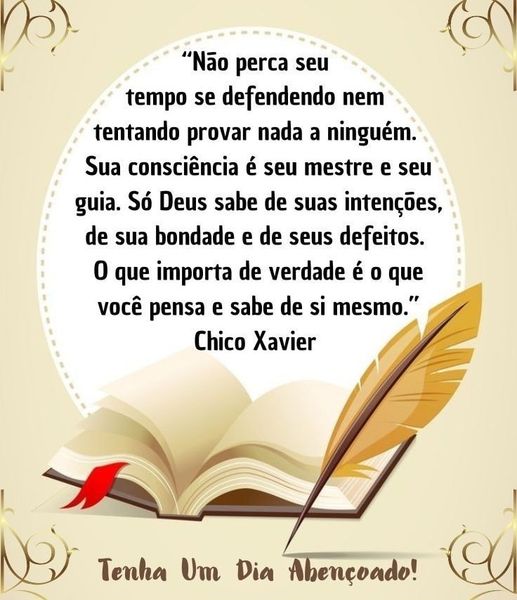 “Não perca seu
tempo se defendendo nem
tentando provar nada a ninguém.
Sua consciência é seu mestre e seu
guia. Só Deus sabe de suas intenções,
de sua bondade e de seus defeitos.
O que importa de verdade é o que
você pensa e sabe de si mesmo.”
Chico Xavier
Tenha Um Dia Abençoado!